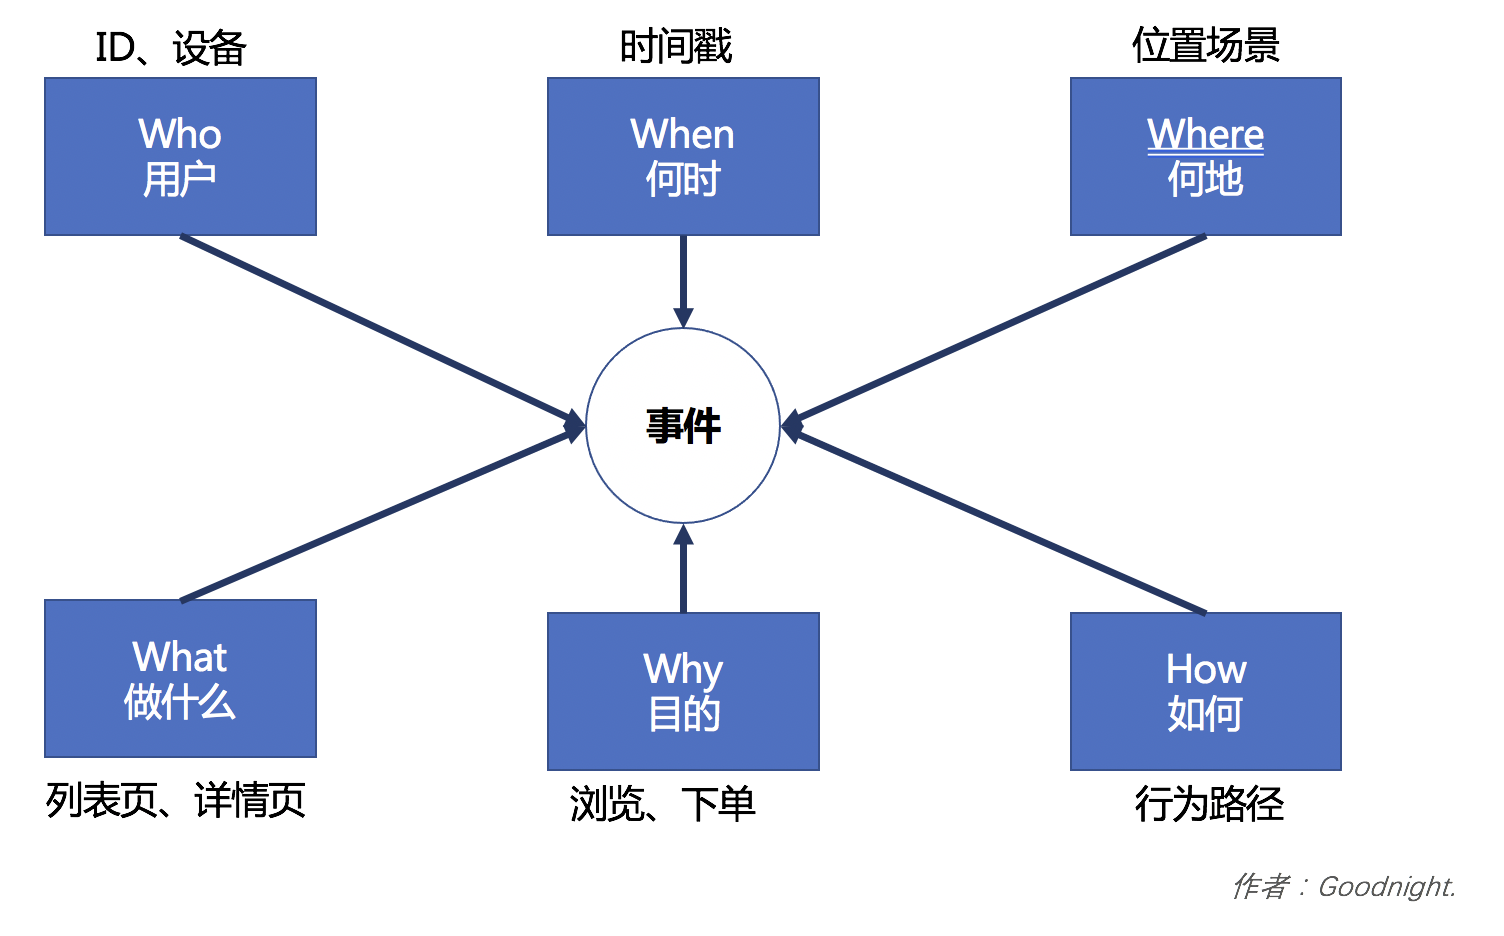 ID、设备
时间戳
位置场景
Who
用户
When
何时
Where
何地
事件
What
做什么
Why
目的
How
如何
列表页、详情页
浏览、下单
行为路径
作者：Goodnight.